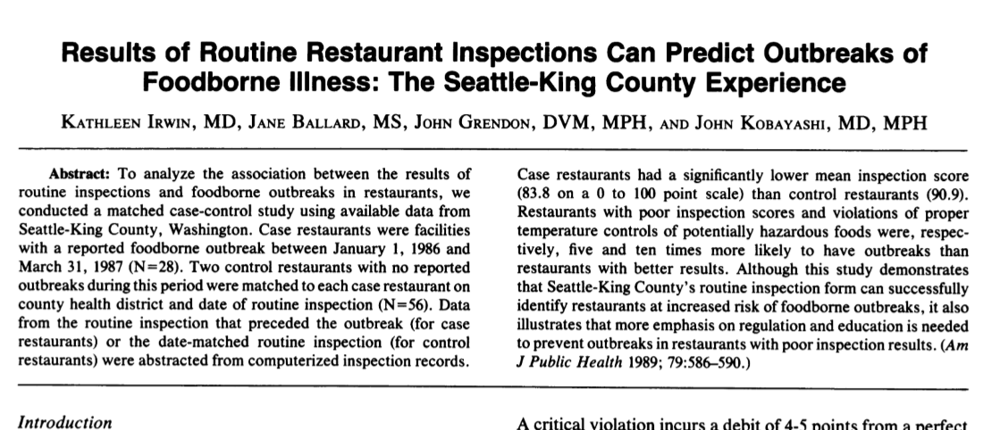 Results of Routine Restaurant Inspections Can Predict Outbreaks of
Foodborne Illness: The Seattle-King County Experience
KATHLEEN IRWIN, MD, JANE BALLARD, MS, JOHN GRENDON, DVM, MPH, AND JOHN KOBAYASHI, MD, MPH
Abstract: To analyze the association between the results of
routine inspections and foodborne outbreaks in restaurants, we
conducted a matched case-control study using available data from
Seattle-King County, Washington. Case restaurants were facilities
with a reported foodborne outbreak between January 1, 1986 and
March 31, 1987 (N=28). Two control restaurants with no reported
outbreaks during this period were matched to each case restaurant on
county health district and date of routine inspection (N=56). Data
from the routine inspection that preceded the outbreak (for case
restaurants) or the date-matched routine inspection (for control
restaurants) were abstracted from computerized inspection records.
Case restaurants had a significantly lower mean inspection score
(83.8 on a 0 to 100 point scale) than control restaurants (90.9).
Restaurants with poor inspection scores and violations of proper
temperature controls of potentially hazardous foods were, respec-
tively, five and ten times more likely to have outbreaks than
restaurants with better results. Although this study demonstrates
that Seattle-King County's routine inspection form can successfully
identify restaurants at increased risk of foodborne outbreaks, it also
illustrates that more emphasis on regulation and education is needed
to prevent outbreaks in restaurants with poor inspection results. (Am
J Public Health 1989; 79:586–590.)
Introduction
A critical violation incurs a debit of 4-5 points from a perfect